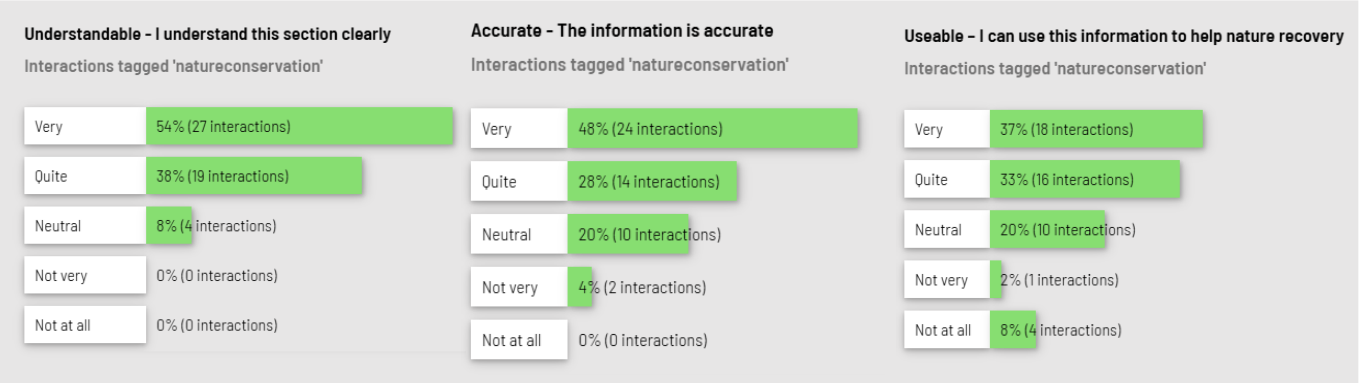 Understandable - I understand this section clearly
Interactions tagged 'natureconservation'
Very 54% (27 interactions)
Quite 38% (19 interactions)
Neutral 8% (4 interactions)
Not very 0% (0 interactions)
Not at all 0% (0 interactions)
Accurate - The information is accurate
Interactions tagged 'natureconservation'
Very 48% (24 interactions)
Quite 28% (14 interactions)
Neutral 20% (10 interactions)
Not very 4% (2 interactions)
Not at all 0% (0 interactions)
Useable – I can use this information to help nature recovery
Interactions tagged 'natureconservation'
Very 37% (18 interactions)
Quite 33% (16 interactions)
Neutral 20% (10 interactions)
Not very 2% (1 interactions)
Not at all 8% (4 interactions)